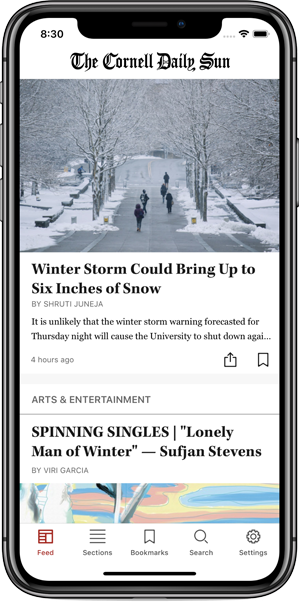 8:30
The Cornell Daily Sun
Winter Storm Could Bring Up to
Six Inches of Snow
BY SHRUTI JUNEJA
It is unlikely that the winter storm warning forecasted for
Thursday night will cause the University to shut down agai...
4 hours ago
ARTS & ENTERTAINMENT
SPINNING SINGLES | "Lonely
Man of Winter" — Sufjan Stevens
BY VIRI GARCIA
Feed Sections Bookmarks Search Settings